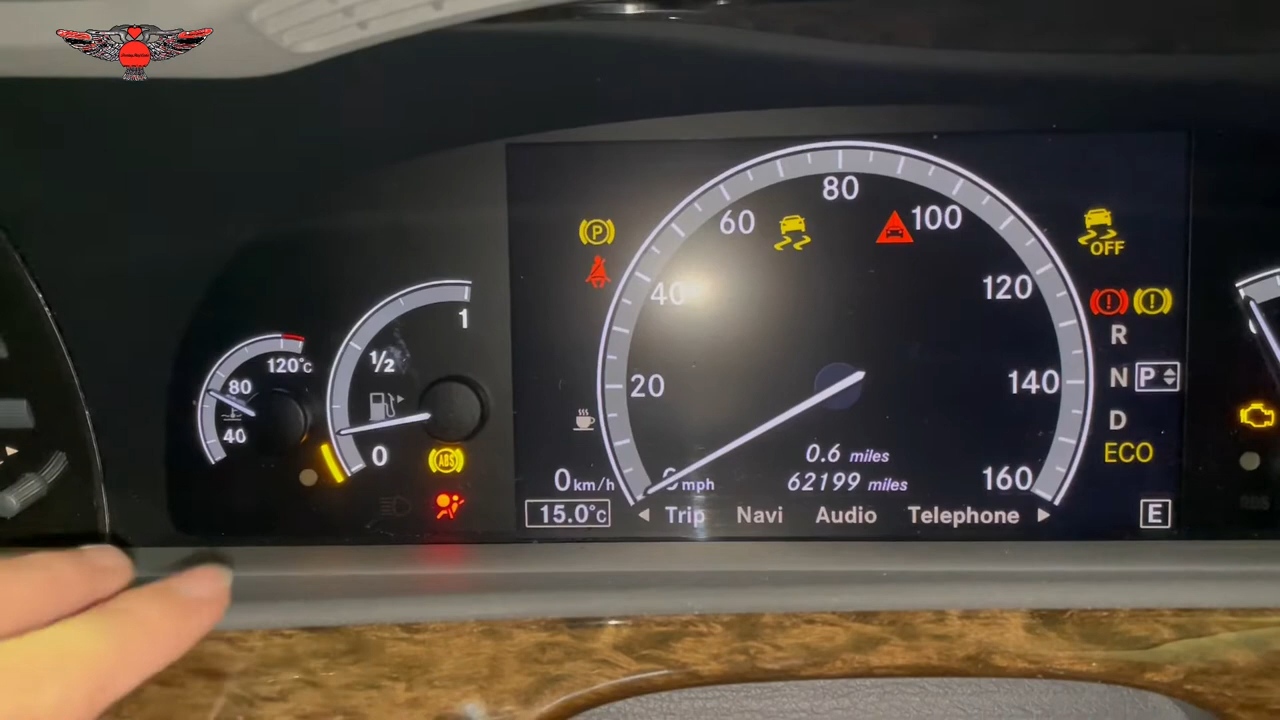 80
60
100
P
OFF
40
120
1
1/2
120°C
R
80
20
140
N P
40
D
0
ABS
0.6 miles
ECO
0 km/h
0 mph
62199 miles
160
15.0°C
Trip Navi Audio Telephone
E